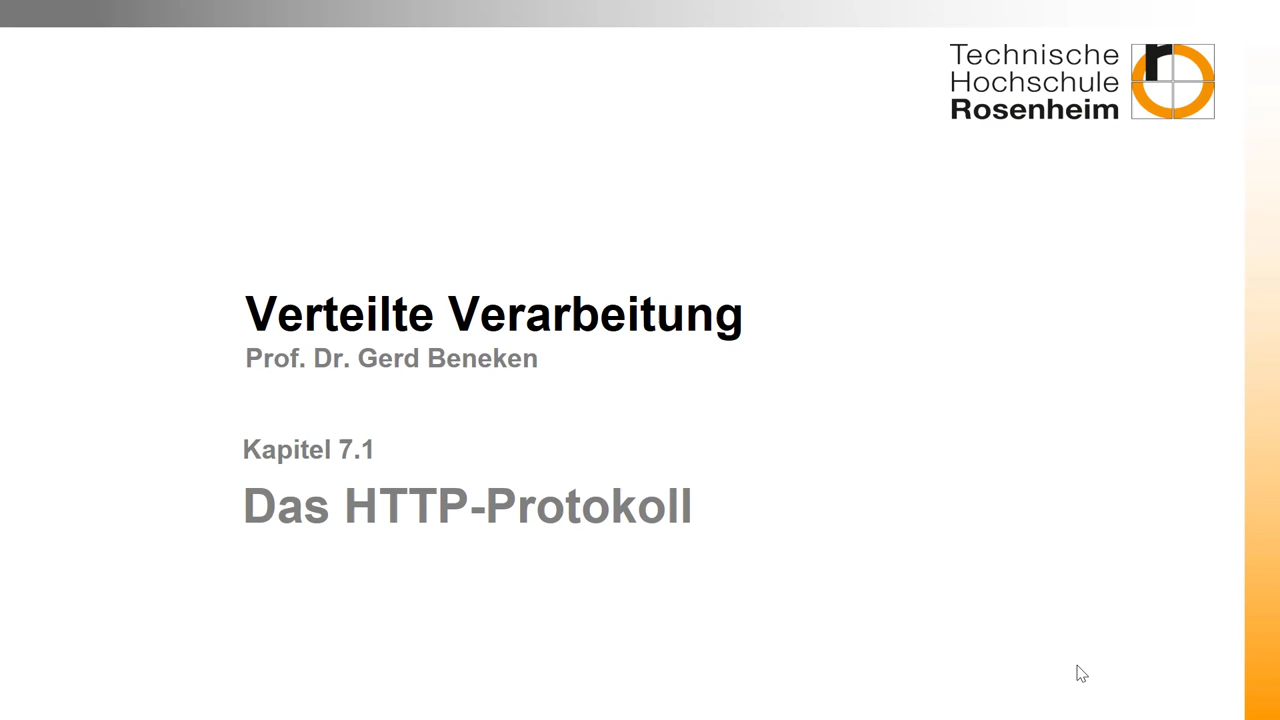 Technische
Hochschule
Rosenheim
Verteilte Verarbeitung
Prof. Dr. Gerd Beneken
Kapitel 7.1
Das HTTP-Protokoll